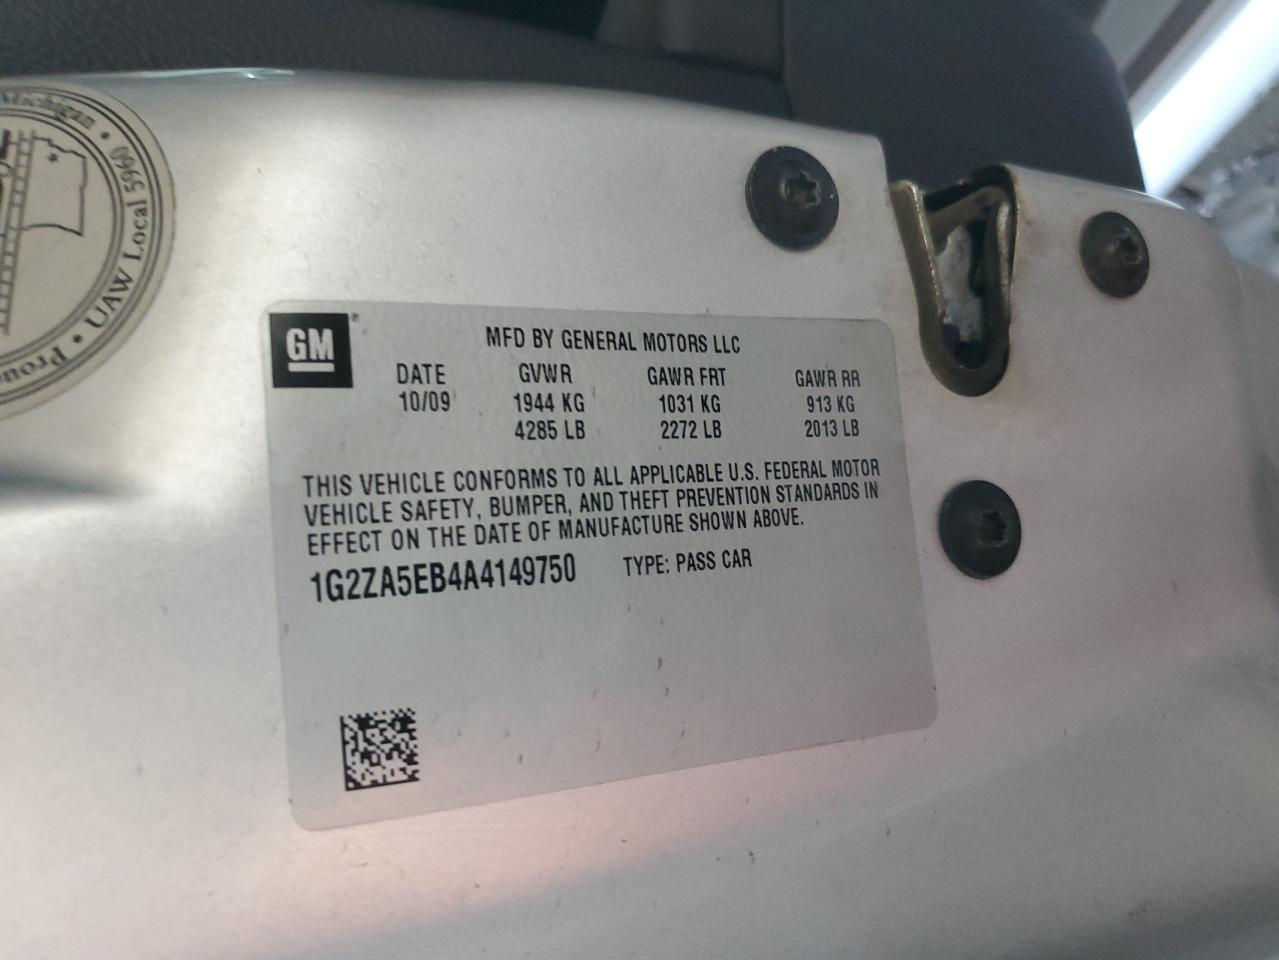 Michigan • UAW Local 5960 •
GM
MFD BY GENERAL MOTORS LLC
DATE GVWR GAWR FRT GAWR RR
10/09 1944 KG 1031 KG 913 KG
4285 LB 2272 LB 2013 LB
THIS VEHICLE CONFORMS TO ALL APPLICABLE U.S. FEDERAL MOTOR
VEHICLE SAFETY, BUMPER, AND THEFT PREVENTION STANDARDS IN
EFFECT ON THE DATE OF MANUFACTURE SHOWN ABOVE.
1G2ZA5EB4A4149750 TYPE: PASS CAR